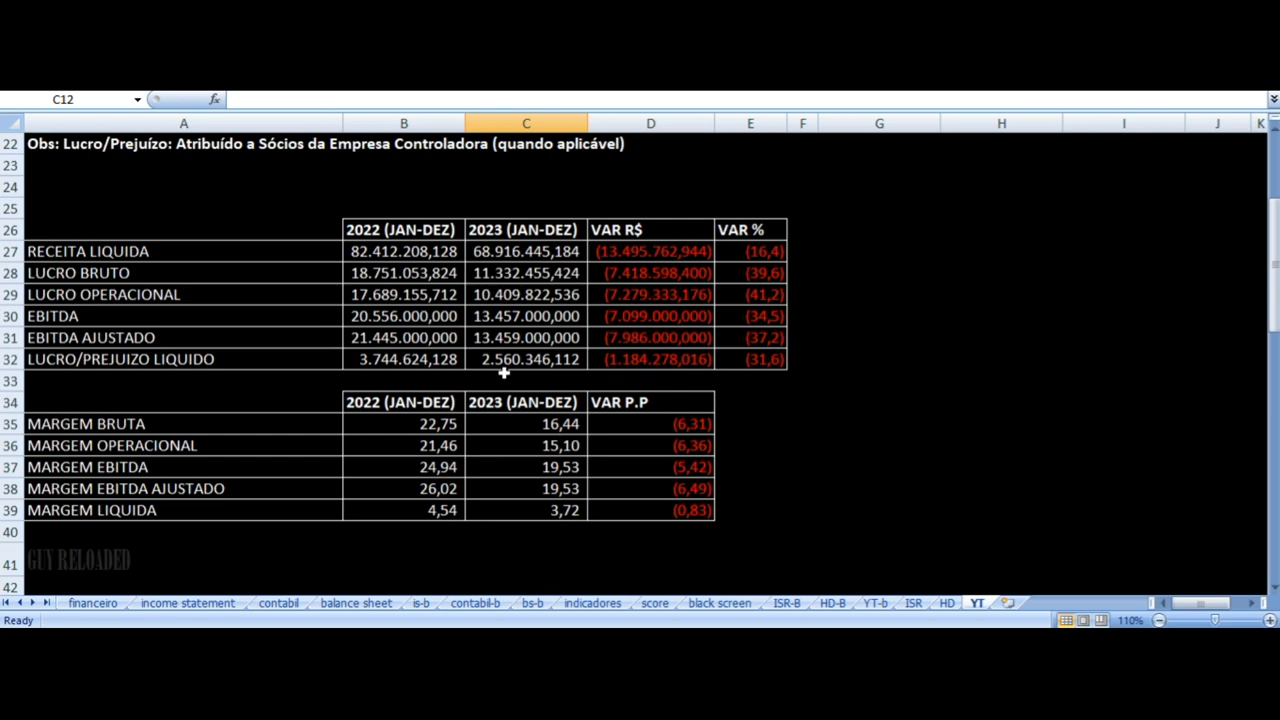 C12 fx
A B C D E F G H I J K
22 Obs: Lucro/Prejuízo: Atribuído a Sócios da Empresa Controladora (quando aplicável)
23
24
25
26 2022 (JAN-DEZ) 2023 (JAN-DEZ) VAR R$ VAR %
27 RECEITA LIQUIDA 82.412.208,128 68.916.445,184 (13.495.762,944) (16,4)
28 LUCRO BRUTO 18.751.053,824 11.332.455,424 (7.418.598,400) (39,6)
29 LUCRO OPERACIONAL 17.689.155,712 10.409.822,536 (7.279.333,176) (41,2)
30 EBITDA 20.556.000,000 13.457.000,000 (7.099.000,000) (34,5)
31 EBITDA AJUSTADO 21.445.000,000 13.459.000,000 (7.986.000,000) (37,2)
32 LUCRO/PREJUIZO LIQUIDO 3.744.624,128 2.560.346,112 (1.184.278,016) (31,6)
33
34 2022 (JAN-DEZ) 2023 (JAN-DEZ) VAR P.P
35 MARGEM BRUTA 22,75 16,44 (6,31)
36 MARGEM OPERACIONAL 21,46 15,10 (6,36)
37 MARGEM EBITDA 24,94 19,53 (5,42)
38 MARGEM EBITDA AJUSTADO 26,02 19,53 (6,49)
39 MARGEM LIQUIDA 4,54 3,72 (0,83)
40
41 GUY RELOADED
42
financeiro income statement contabil balance sheet is-b contabil-b bs-b indicadores score black screen ISR-B HD-B YT-b ISR HD YT
Ready 110%